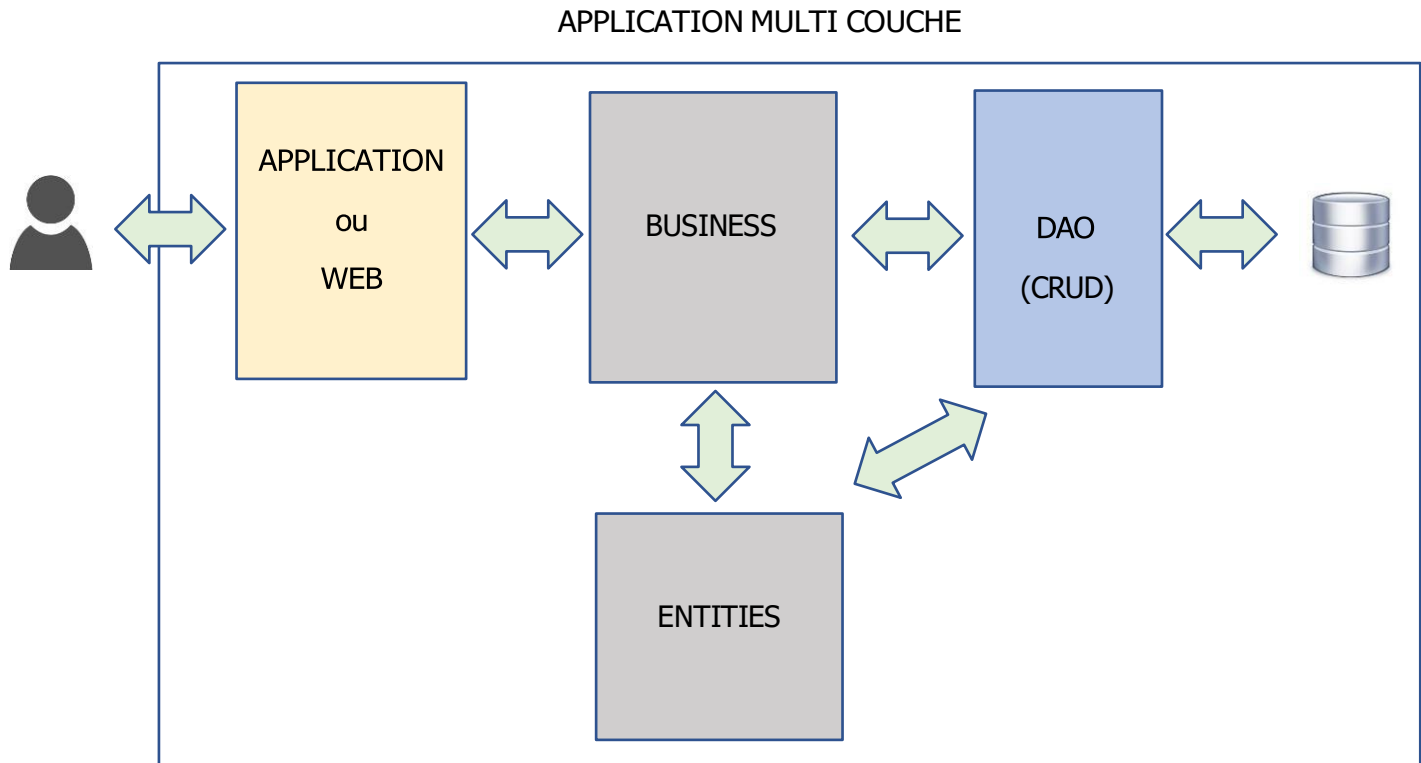 APPLICATION MULTI COUCHE
APPLICATION
ou
WEB
BUSINESS
DAO
(CRUD)
ENTITIES